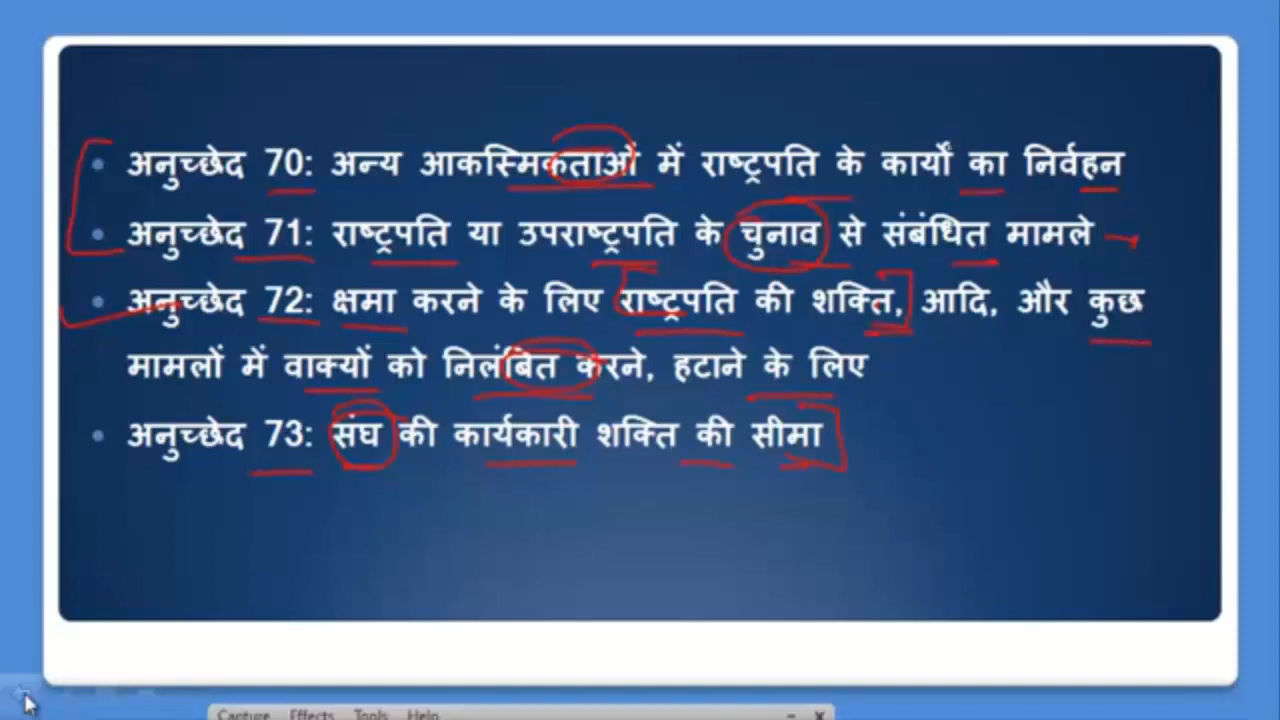 अनुच्छेद 70: अन्य आकस्मिकताओं में राष्ट्रपति के कार्यों का निर्वहन
अनुच्छेद 71: राष्ट्रपति या उपराष्ट्रपति के चुनाव से संबंधित मामले
अनुच्छेद 72: क्षमा करने के लिए राष्ट्रपति की शक्ति, आदि, और कुछ
मामलों में वाक्यों को निलंबित करने, हटाने के लिए
अनुच्छेद 73: संघ की कार्यकारी शक्ति की सीमा
Capture Effects Tools Help